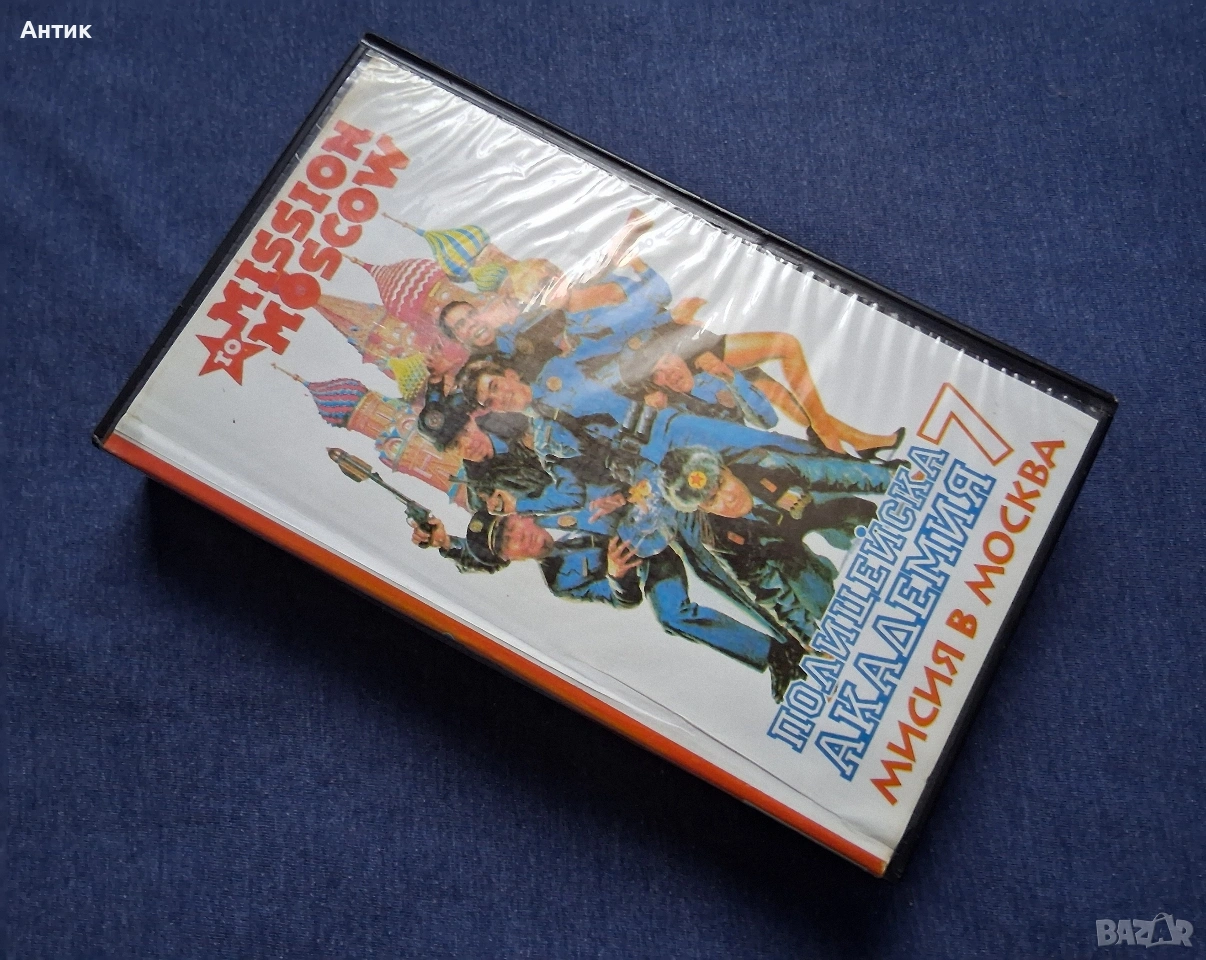 Антик
MISSION
TO
MOSCOW
ПОЛИЦЕЙСКА
АКАДЕМИЯ 7
МИСИЯ В МОСКВА
BAZAR